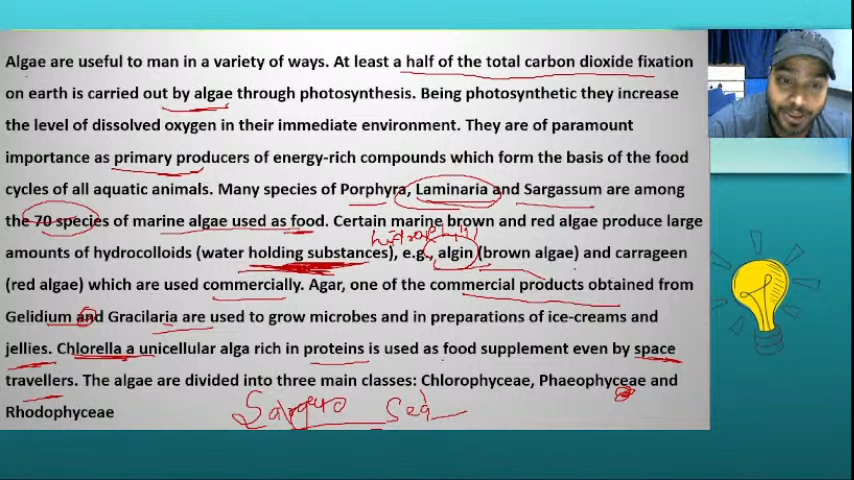 Algae are useful to man in a variety of ways. At least a half of the total carbon dioxide fixation
on earth is carried out by algae through photosynthesis. Being photosynthetic they increase
the level of dissolved oxygen in their immediate environment. They are of paramount
importance as primary producers of energy-rich compounds which form the basis of the food
cycles of all aquatic animals. Many species of Porphyra, Laminaria and Sargassum are among
the 70 species of marine algae used as food. Certain marine brown and red algae produce large
amounts of hydrocolloids (water holding substances), e.g., algin (brown algae) and carrageen
(red algae) which are used commercially. Agar, one of the commercial products obtained from
Gelidium and Gracilaria are used to grow microbes and in preparations of ice-creams and
jellies. Chlorella a unicellular alga rich in proteins is used as food supplement even by space
travellers. The algae are divided into three main classes: Chlorophyceae, Phaeophyceae and
Rhodophyceae
Sea